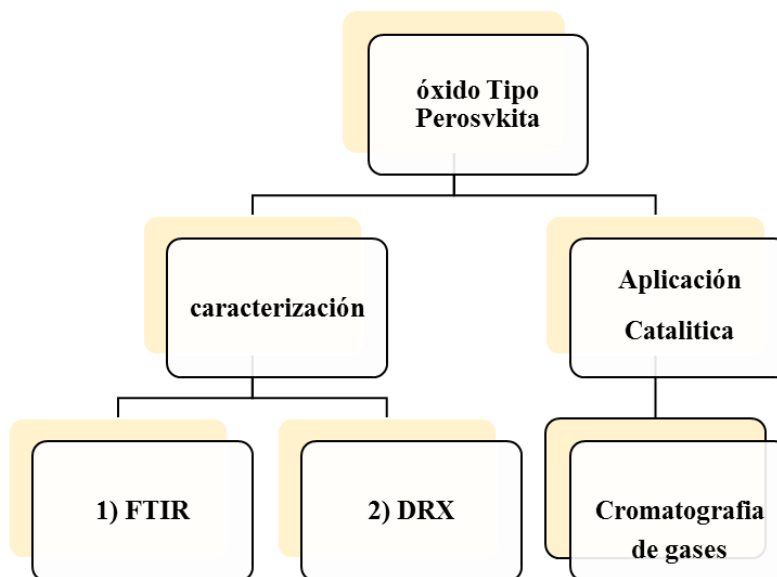 óxido Tipo
Perosvkita
caracterización
Aplicación
Catalitica
1) FTIR
2) DRX
Cromatografia
de gases